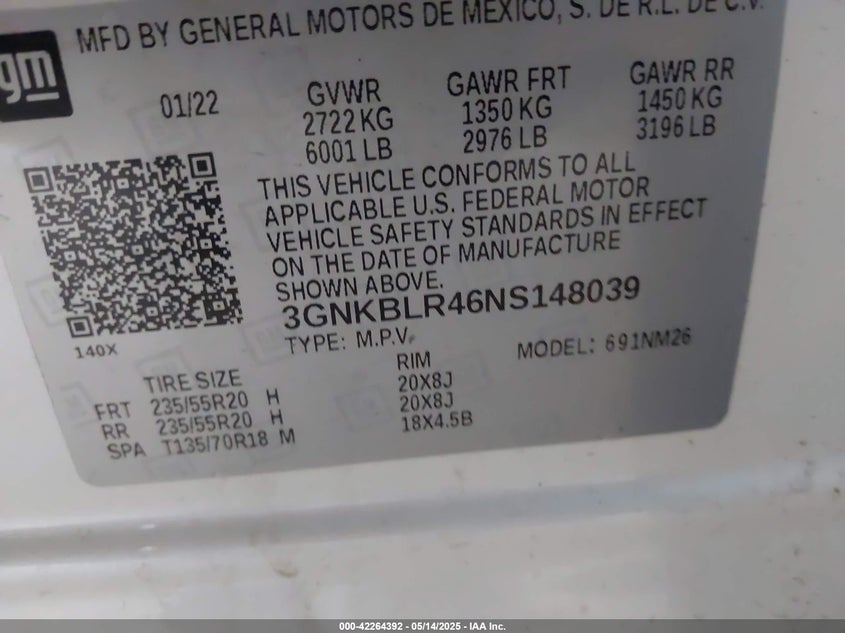 gm
MFD BY GENERAL MOTORS DE MEXICO, S. DE R.L. DE C.V.
01/22
GVWR
2722 KG
6001 LB
GAWR FRT
1350 KG
2976 LB
GAWR RR
1450 KG
3196 LB
THIS VEHICLE CONFORMS TO ALL
APPLICABLE U.S. FEDERAL MOTOR
VEHICLE SAFETY STANDARDS IN EFFECT
ON THE DATE OF MANUFACTURE
SHOWN ABOVE.
3GNKBLR46NS148039
140X
TYPE: M.P.V.
MODEL: 691NM26
TIRE SIZE RIM
FRT 235/55R20 H 20X8J
RR 235/55R20 H 20X8J
SPA T135/70R18 M 18X4.5B
000-42264392 - 05/14/2025 - IAA Inc.